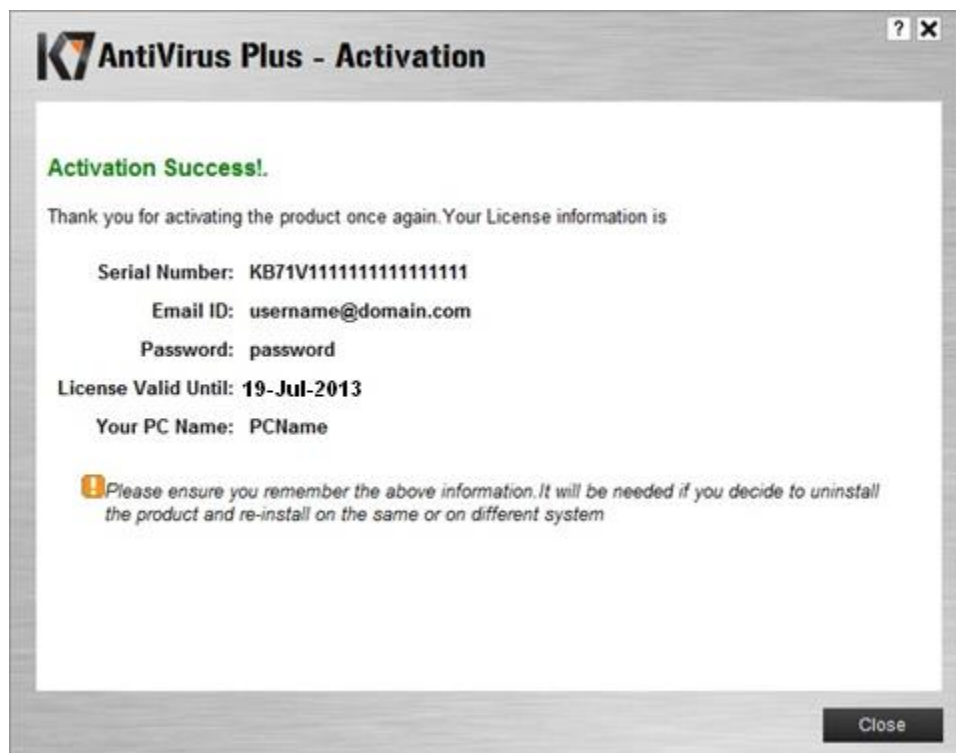 K7 AntiVirus Plus - Activation
? X
Activation Success!.
Thank you for activating the product once again.Your License information is
Serial Number: KB71V1111111111111111
Email ID: username@domain.com
Password: password
License Valid Until: 19-Jul-2013
Your PC Name: PCName
Please ensure you remember the above information.It will be needed if you decide to uninstall
the product and re-install on the same or on different system
Close